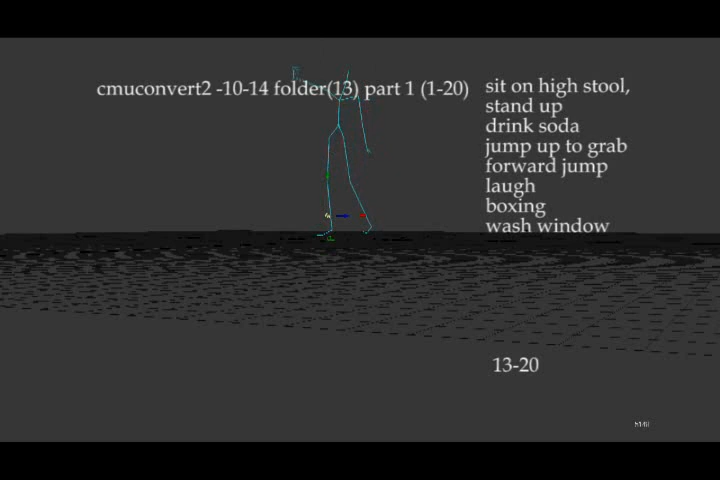 cmuconvert2 -10-14 folder(13) part 1 (1-20)
sit on high stool,
stand up
drink soda
jump up to grab
forward jump
laugh
boxing
wash window
13-20